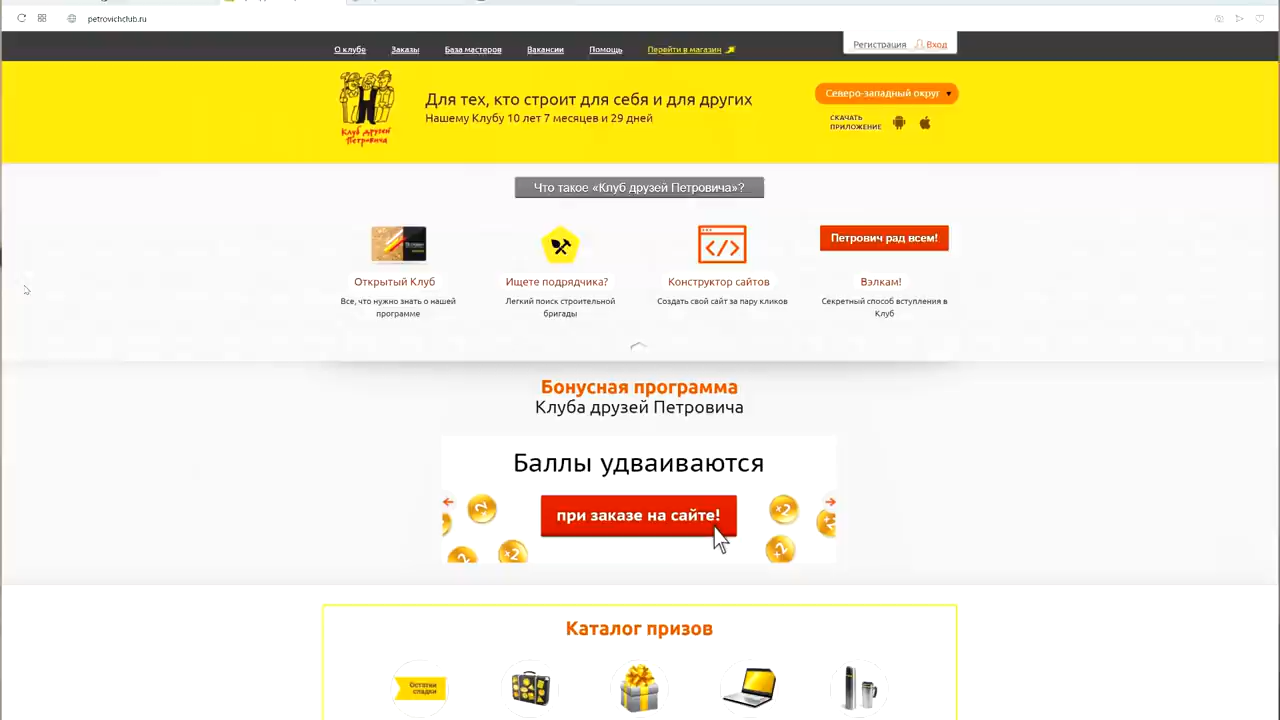 petrovichclub.ru
О клубе Заказы База мастеров Вакансии Помощь Перейти в магазин
Регистрация Вход
Клуб друзей
Петровича
Для тех, кто строит для себя и для других
Нашему Клубу 10 лет 7 месяцев и 29 дней
Северо-западный округ
СКАЧАТЬ
ПРИЛОЖЕНИЕ
Что такое «Клуб друзей Петровича»?
Петрович рад всем!
Открытый Клуб
Все, что нужно знать о нашей
программе
Ищете подрядчика?
Легкий поиск строительной
бригады
Конструктор сайтов
Создать свой сайт за пару кликов
Вэлкам!
Секретный способ вступления в
Клуб
Бонусная программа
Клуба друзей Петровича
Баллы удваиваются
при заказе на сайте!
×2
×2
×2
Каталог призов
Остатки
сладки